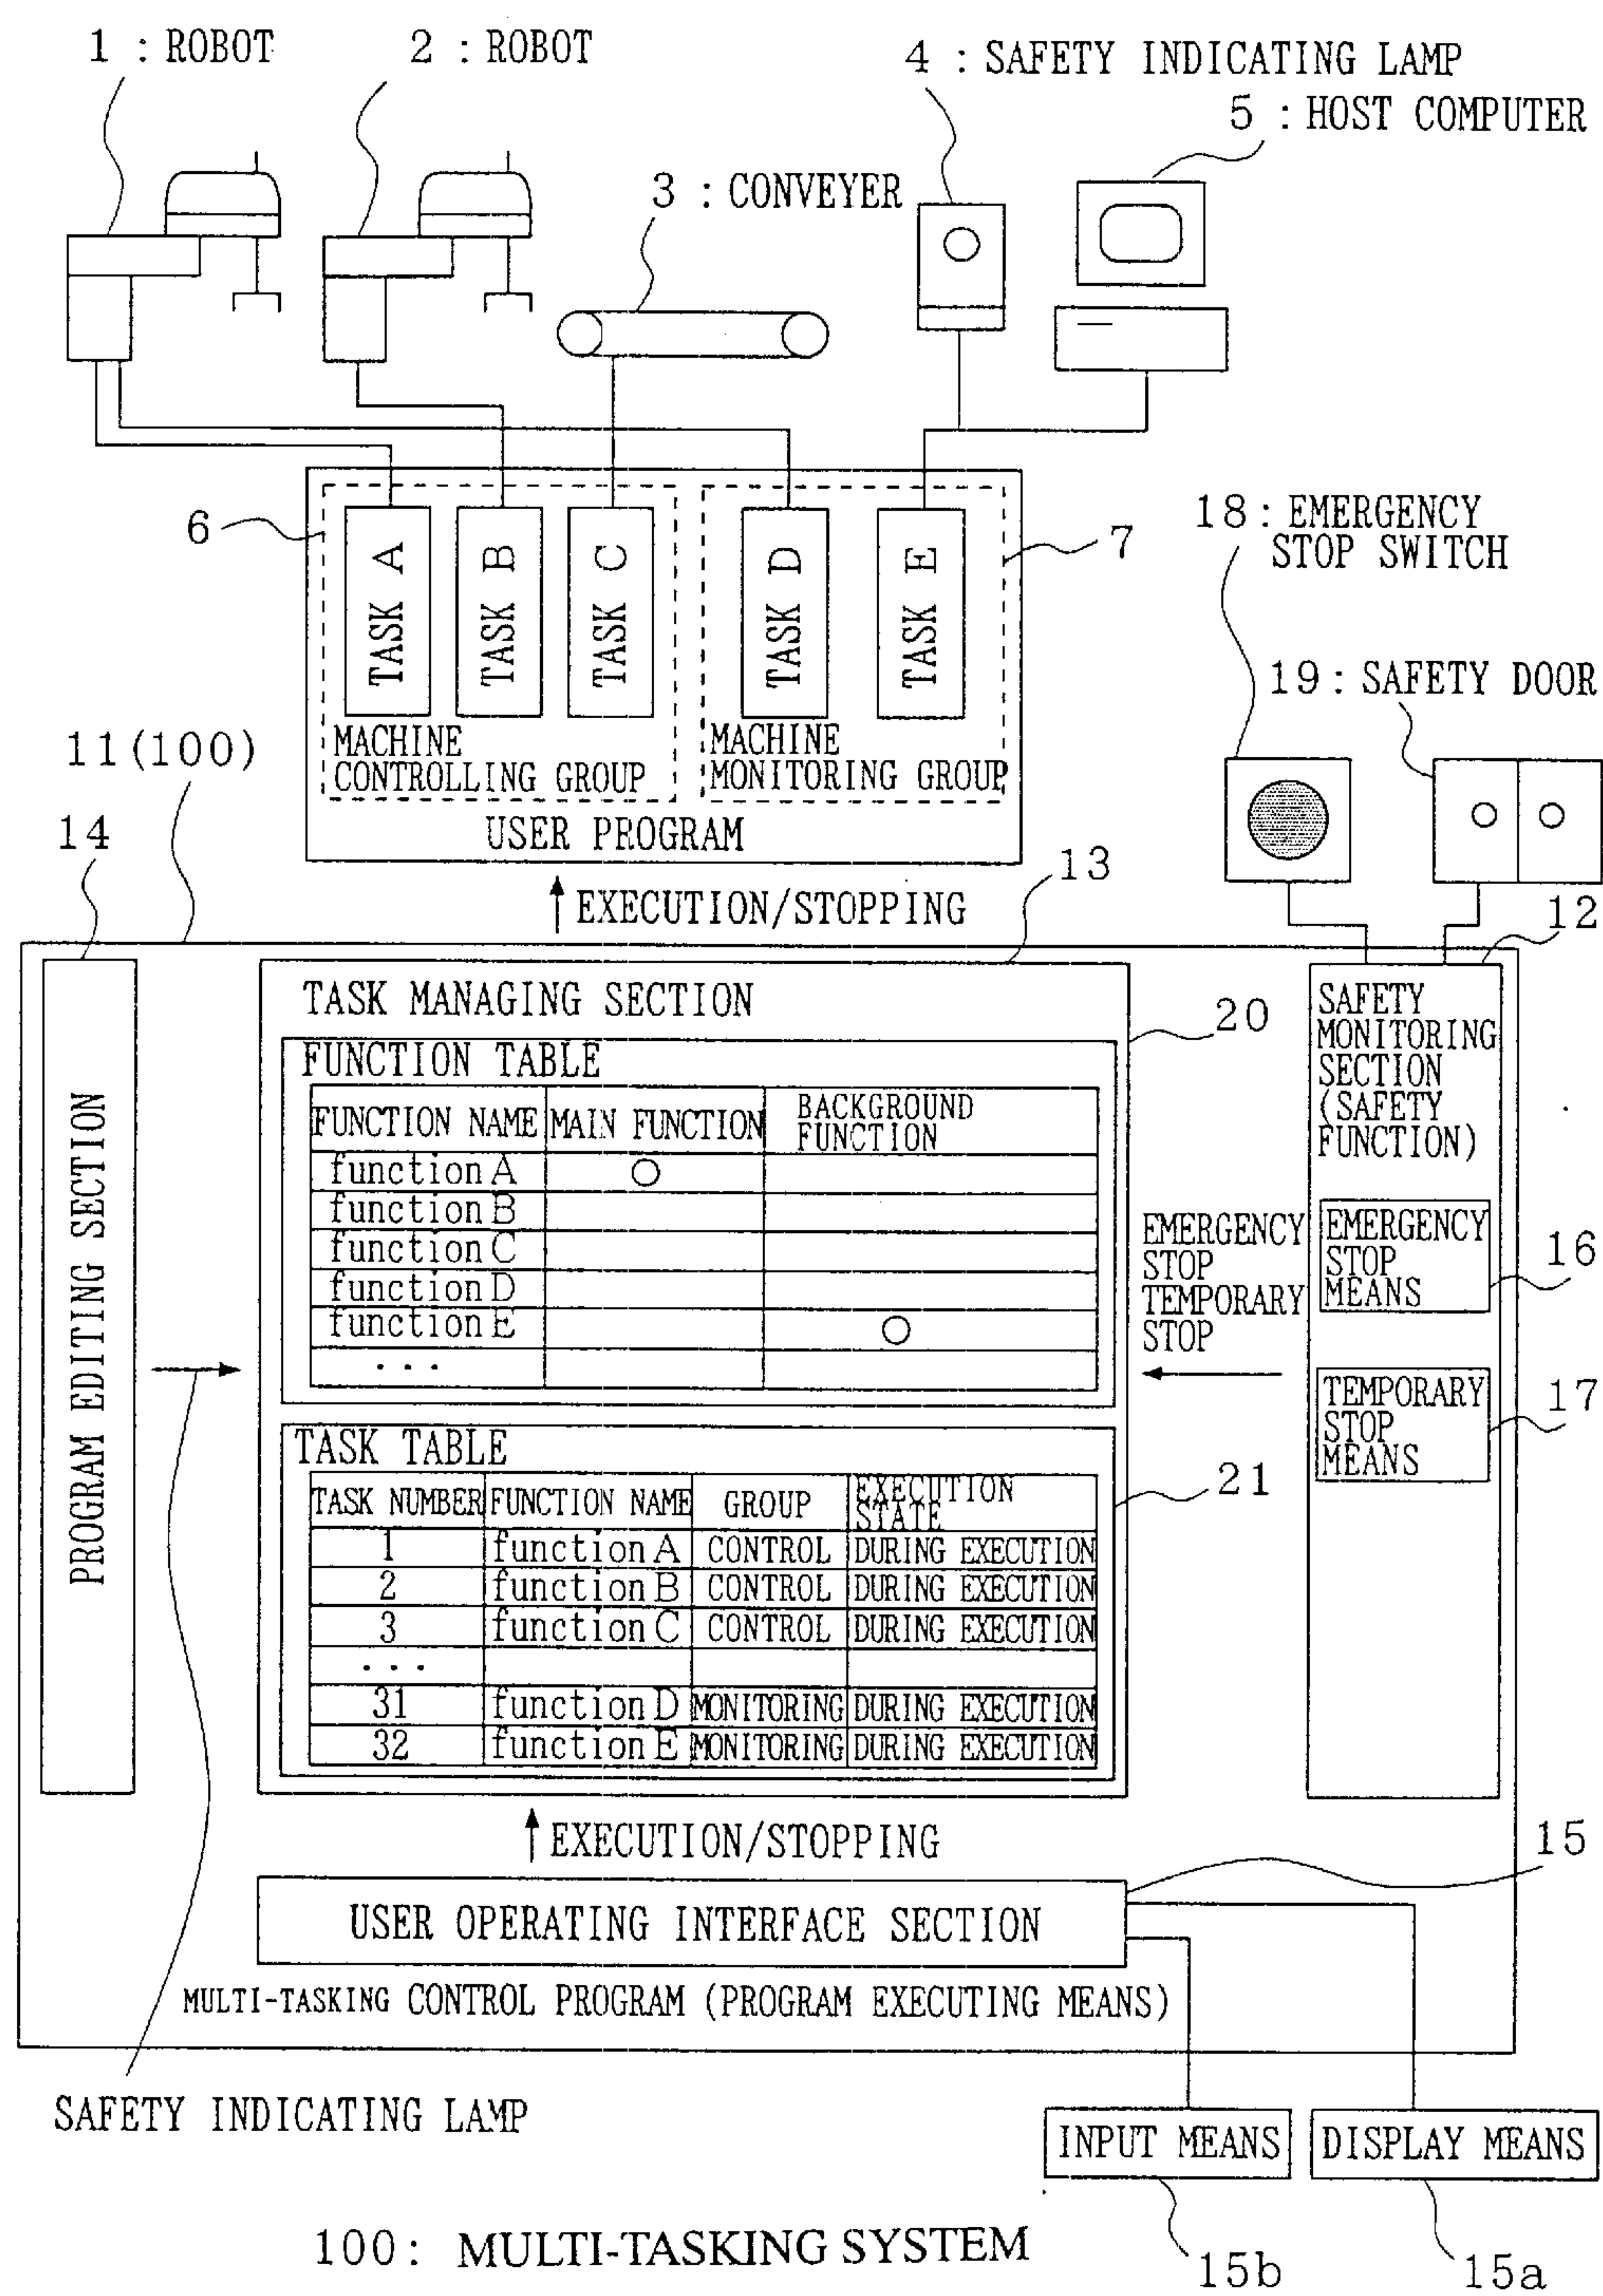 1 : ROBOT
2 : ROBOT
4 : SAFETY INDICATING LAMP
5 : HOST COMPUTER
3 : CONVEYER
6
TASK A
TASK B
TASK C
TASK D
TASK E
7
MACHINE
CONTROLLING GROUP
MACHINE
MONITORING GROUP
USER PROGRAM
18 : EMERGENCY
STOP SWITCH
19 : SAFETY DOOR
11(100)
14
EXECUTION/STOPPING
13
12
PROGRAM EDITING SECTION
TASK MANAGING SECTION
20
FUNCTION TABLE
FUNCTION NAME MAIN FUNCTION BACKGROUND
FUNCTION
function A ○
function B
function C
function D
function E ○
...
TASK TABLE
21
TASK NUMBER FUNCTION NAME GROUP EXECUTION
STATE
1 function A CONTROL DURING EXECUTION
2 function B CONTROL DURING EXECUTION
3 function C CONTROL DURING EXECUTION
...
31 function D MONITORING DURING EXECUTION
32 function E MONITORING DURING EXECUTION
EMERGENCY
STOP
TEMPORARY
STOP
SAFETY
MONITORING
SECTION
(SAFETY
FUNCTION)
EMERGENCY
STOP
MEANS
16
TEMPORARY
STOP
MEANS
17
EXECUTION/STOPPING
15
USER OPERATING INTERFACE SECTION
MULTI-TASKING CONTROL PROGRAM (PROGRAM EXECUTING MEANS)
SAFETY INDICATING LAMP
INPUT MEANS
DISPLAY MEANS
15b
15a
100: MULTI-TASKING SYSTEM